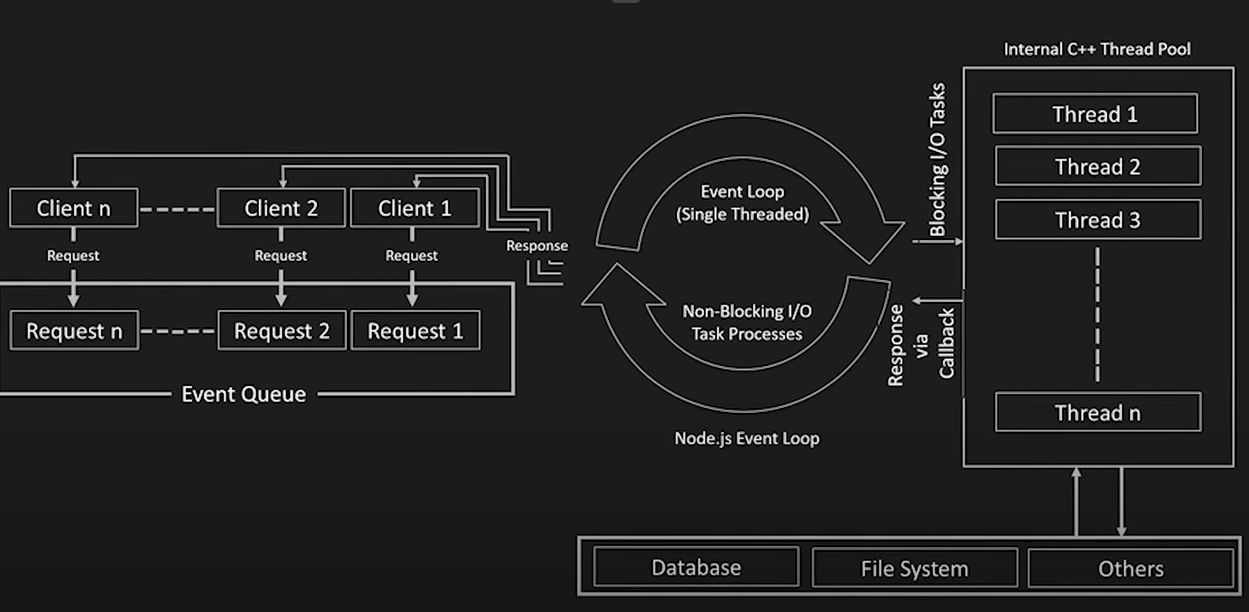 Internal C++ Thread Pool
Thread 1
Thread 2
Thread 3
Thread n
Blocking I/O Tasks
Response
via
Callback
Event Loop
(Single Threaded)
Non-Blocking I/O
Task Processes
Node.js Event Loop
Client n
Client 2
Client 1
Request
Request
Request
Response
Request n
Request 2
Request 1
Event Queue
Database
File System
Others